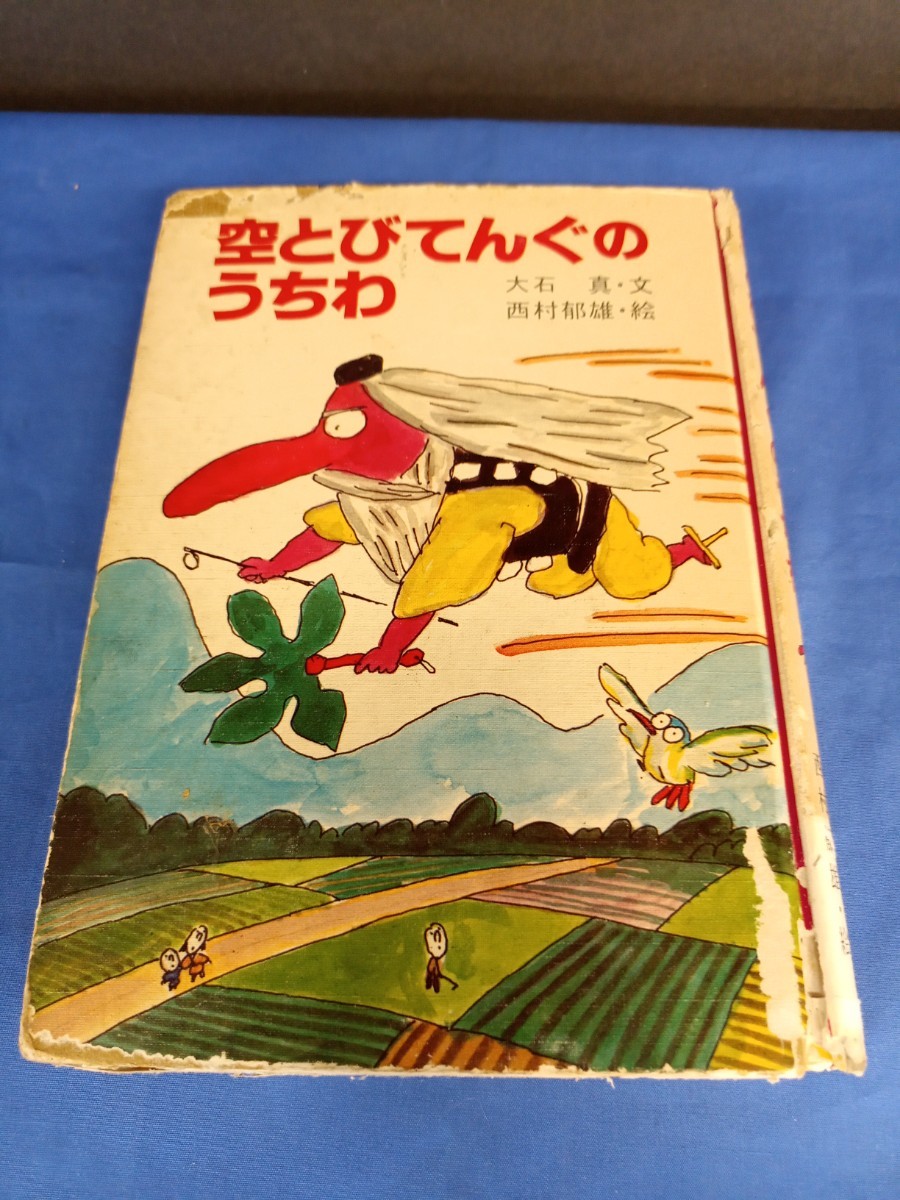 空とびてんぐの
うちわ
大石 真・文
西村郁雄・絵